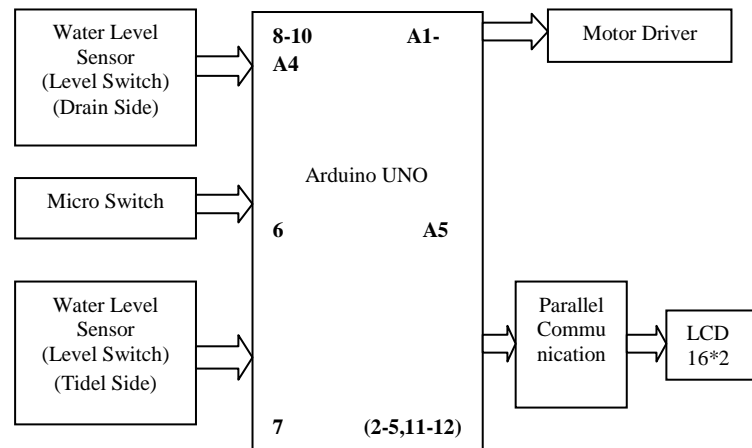 Water Level
Sensor
(Level Switch)
(Drain Side)
Micro Switch
Water Level
Sensor
(Level Switch)
(Tidel Side)
8-10 A1-
A4
Arduino UNO
6 A5
7 (2-5,11-12)
Motor Driver
Parallel
Commu
nication
LCD
16*2